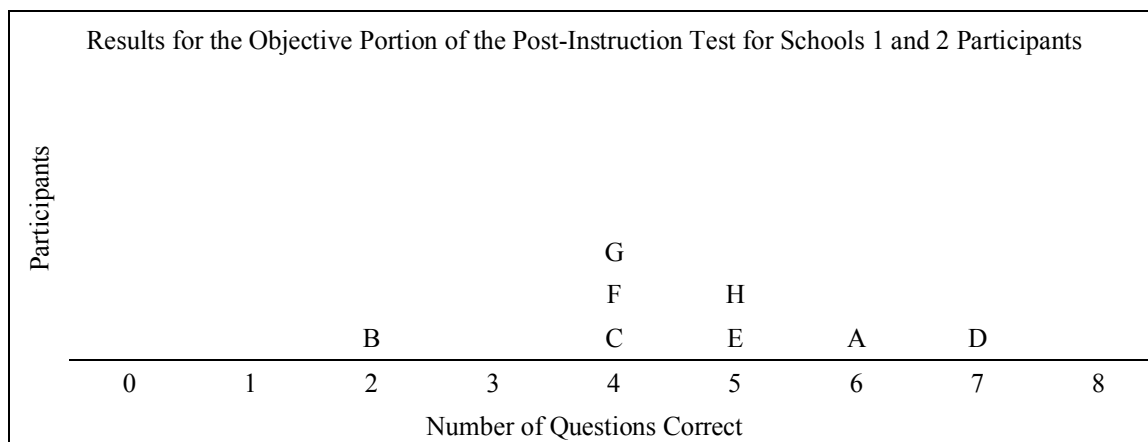 Results for the Objective Portion of the Post-Instruction Test for Schools 1 and 2 Participants
Participants
G
F H
B C E A D
0 1 2 3 4 5 6 7 8
Number of Questions Correct